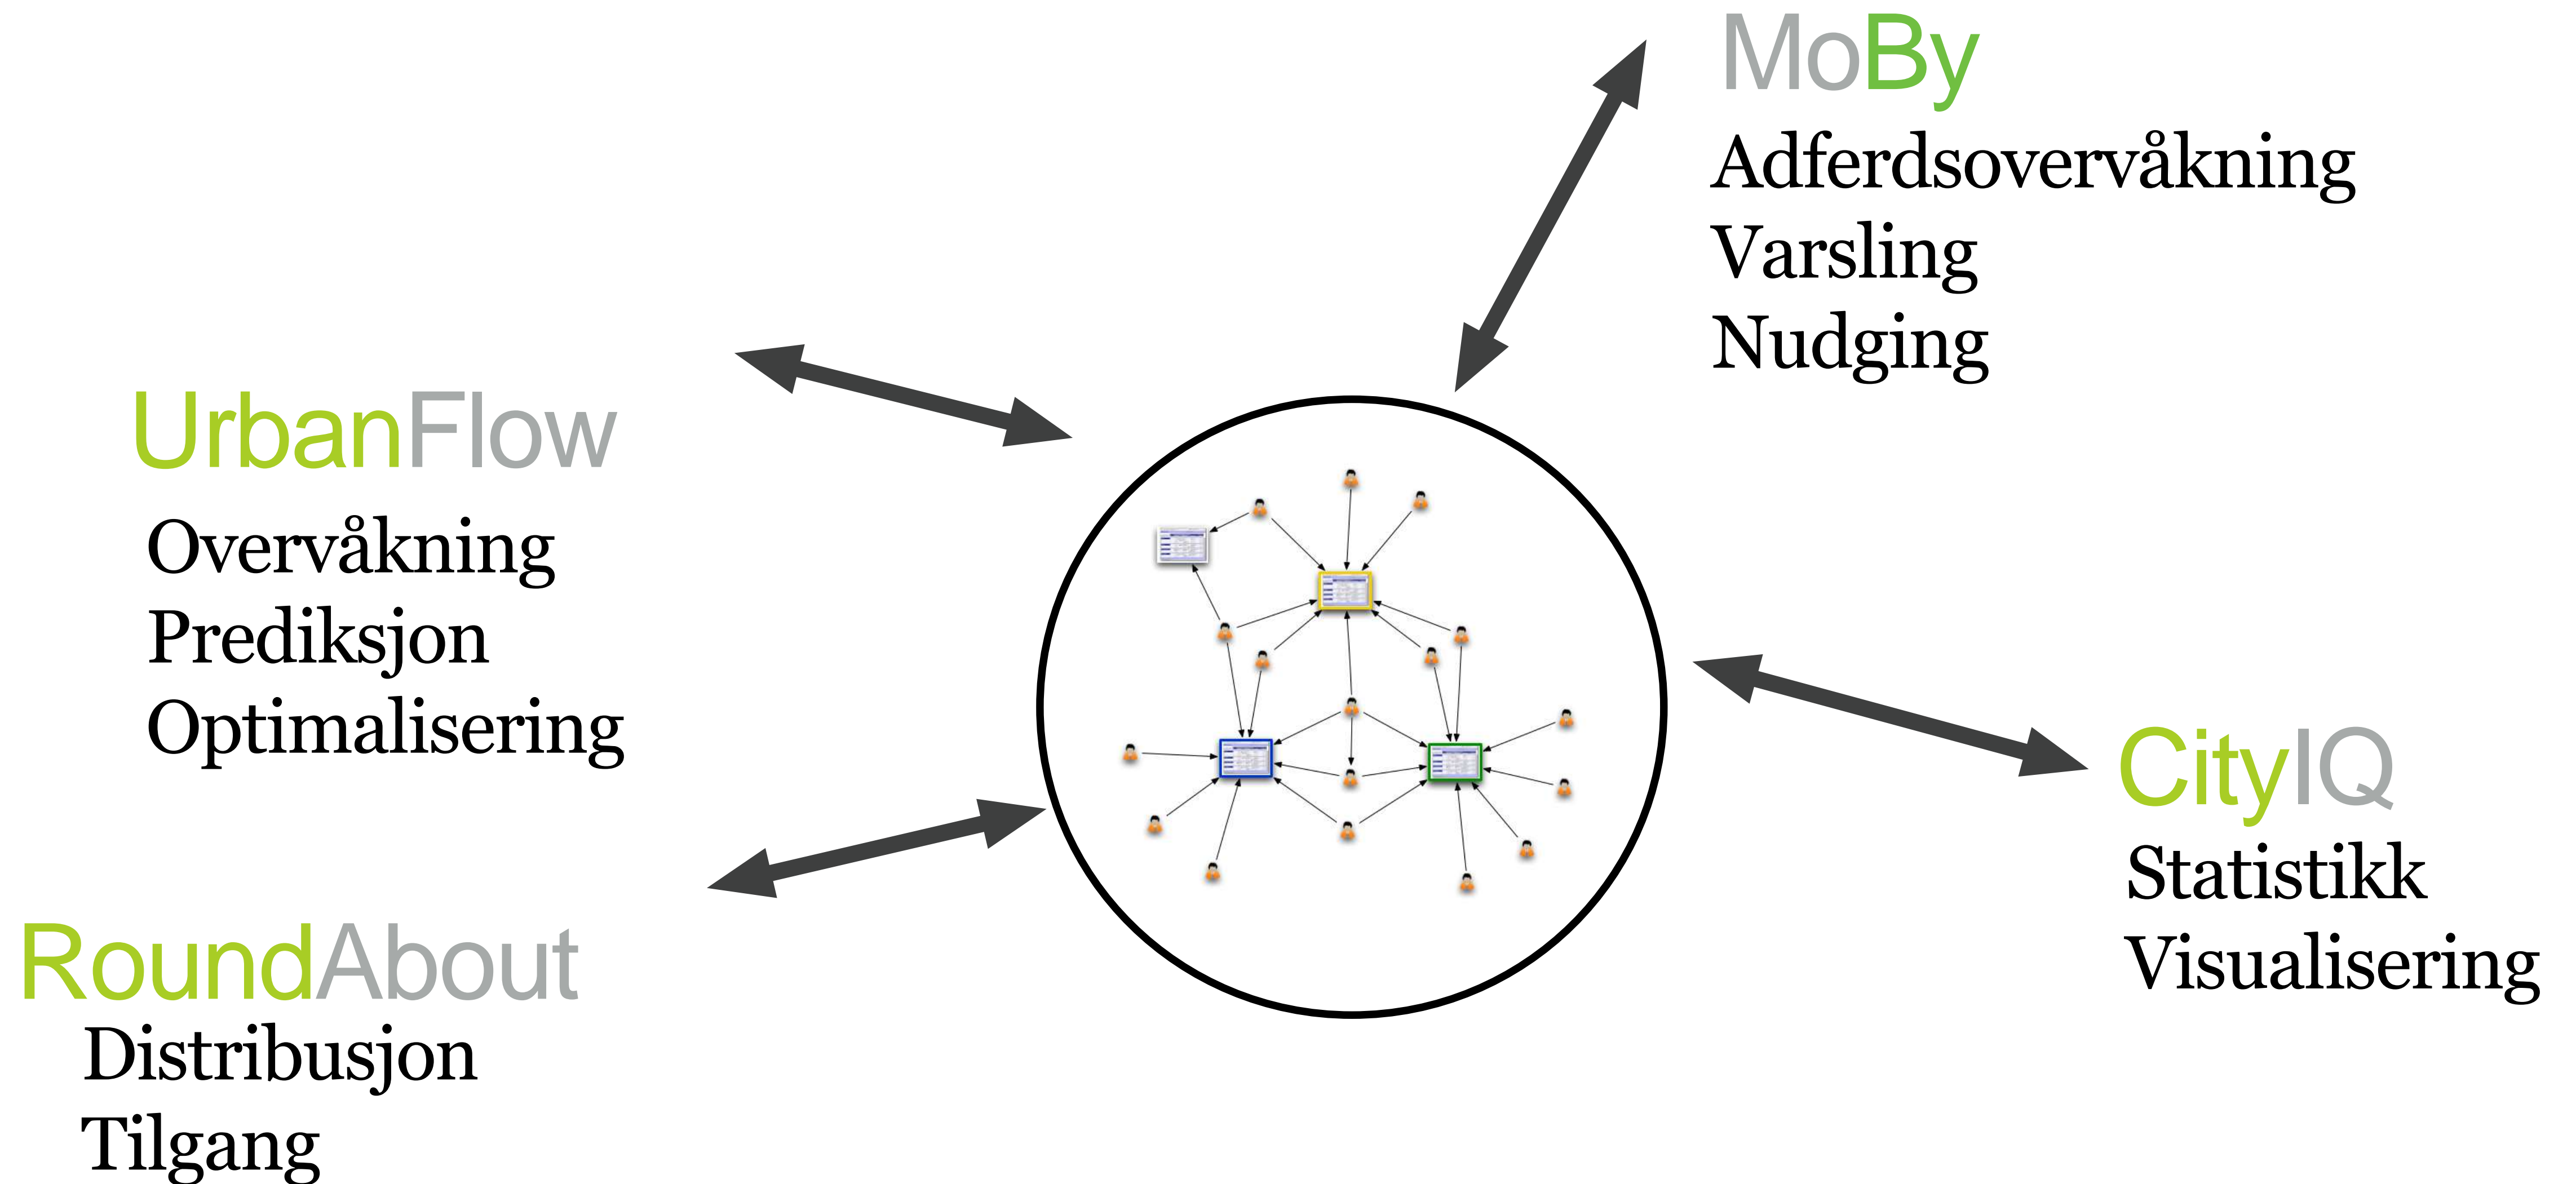 MoBy
Adferdsovervåkning
Varsling
Nudging
UrbanFlow
Overvåkning
Prediksjon
Optimalisering
CityIQ
Statistikk
Visualisering
RoundAbout
Distribusjon
Tilgang